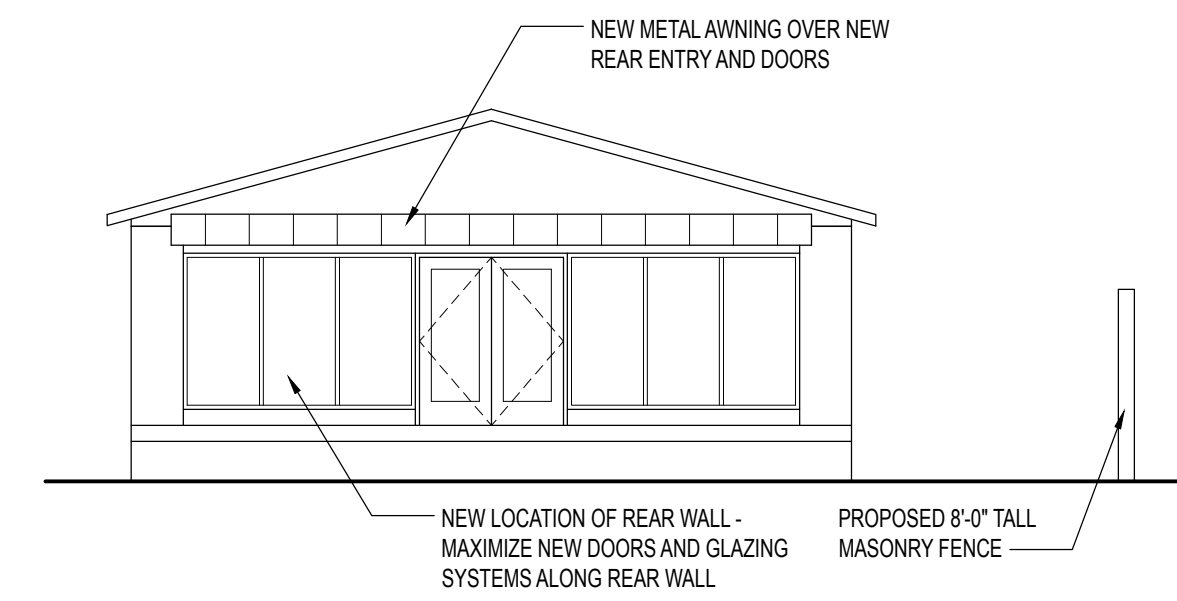 NEW METAL AWNING OVER NEW
REAR ENTRY AND DOORS
NEW LOCATION OF REAR WALL -
MAXIMIZE NEW DOORS AND GLAZING
SYSTEMS ALONG REAR WALL
PROPOSED 8'-0" TALL
MASONRY FENCE